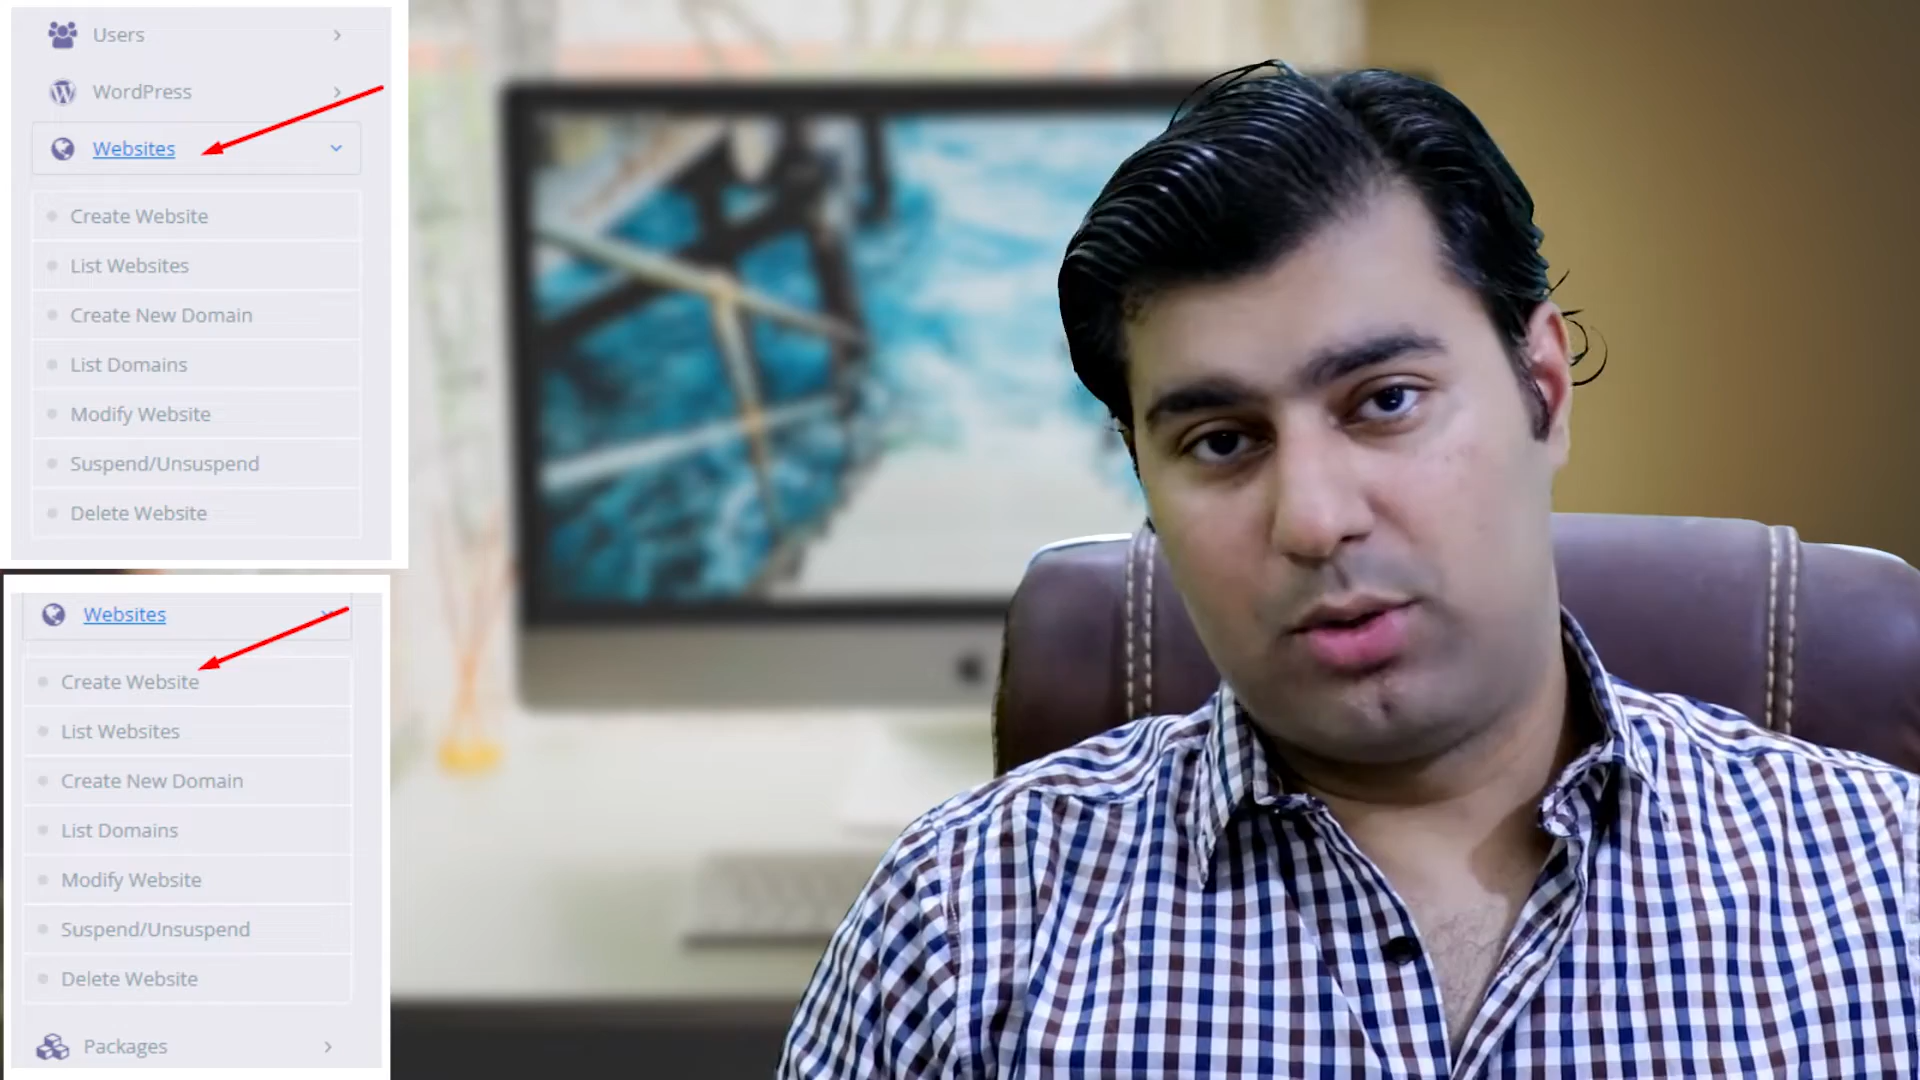 Users
WordPress
Websites
Create Website
List Websites
Create New Domain
List Domains
Modify Website
Suspend/Unsuspend
Delete Website
Websites
Create Website
List Websites
Create New Domain
List Domains
Modify Website
Suspend/Unsuspend
Delete Website
Packages